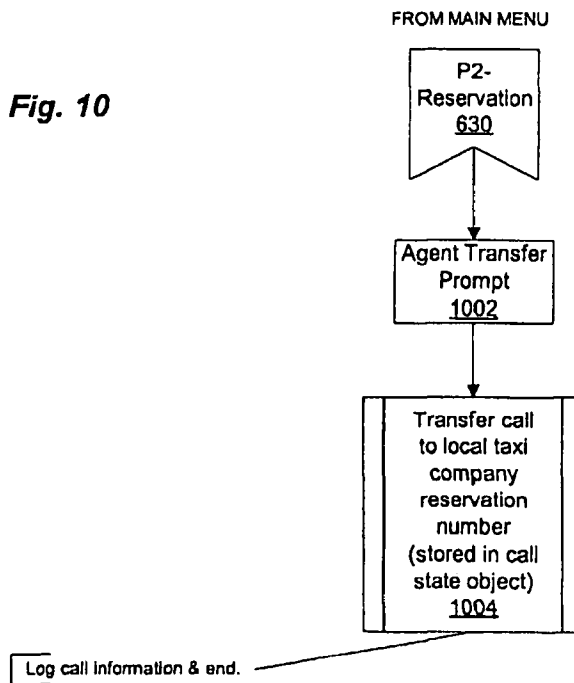 FROM MAIN MENU
Fig. 10
P2-
Reservation
630
Agent Transfer
Prompt
1002
Transfer call
to local taxi
company
reservation
number
(stored in call
state object)
1004
Log call information & end.